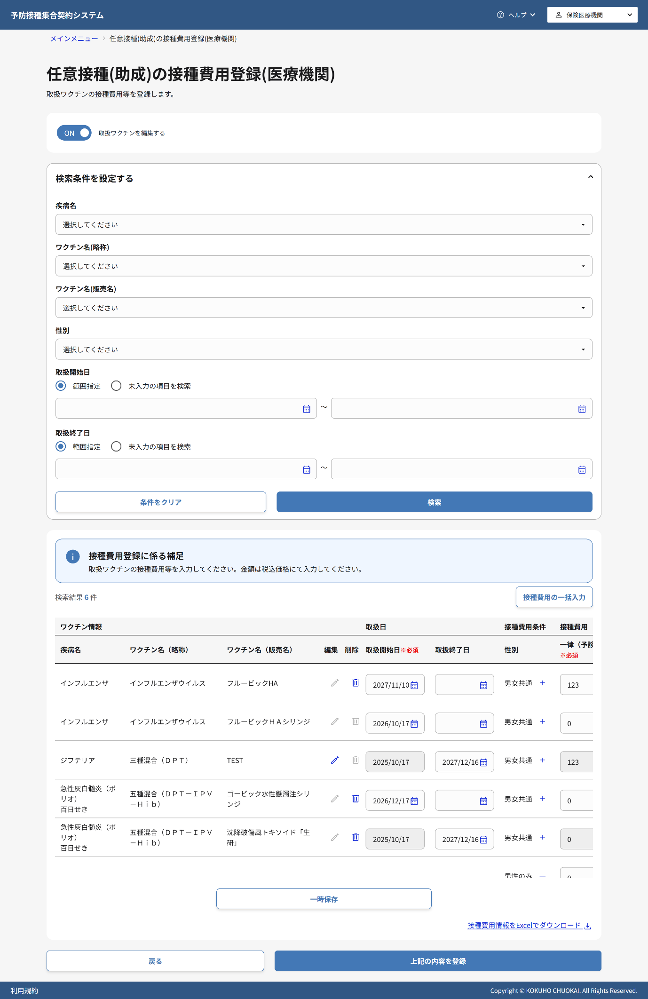 予防接種集合契約システム
ヘルプ
保険医療機関
メインメニュー 任意接種(助成)の接種費用登録(医療機関)
任意接種(助成)の接種費用登録(医療機関)
取扱ワクチンの接種費用等を登録します。
ON 取扱ワクチンを編集する
検索条件を設定する
疾病名
選択してください
ワクチン名(略称)
選択してください
ワクチン名(販売名)
選択してください
性別
選択してください
取扱開始日
範囲指定 未入力の項目を検索
～
取扱終了日
範囲指定 未入力の項目を検索
～
条件をクリア 検索
接種費用登録に係る補足
取扱ワクチンの接種費用等を入力してください。金額は税込価格にて入力してください。
検索結果 6 件 接種費用の一括入力
ワクチン情報 取扱日 接種費用条件 接種費用
疾病名 ワクチン名（略称） ワクチン名（販売名） 編集 削除 取扱開始日※必須 取扱終了日 性別 一律（予診
※必須
インフルエンザ インフルエンザウイルス フルービックHA 2027/11/10 男女共通 + 123
インフルエンザ インフルエンザウイルス フルービックＨＡシリンジ 2026/10/17 男女共通 + 0
ジフテリア 三種混合（ＤＰＴ） TEST 2025/10/17 2027/12/16 男女共通 + 123
急性灰白髄炎（ポリオ）
百日せき 五種混合（ＤＰＴ－ＩＰＶ－Ｈｉｂ） ゴービック水性懸濁注シリンジ 2026/12/17 男女共通 + 0
急性灰白髄炎（ポリオ）
百日せき 五種混合（ＤＰＴ－ＩＰＶ－Ｈｉｂ） 沈降破傷風トキソイド「生研」 2025/10/17 2027/12/16 男女共通 + 0
男性のみ － 0
一時保存
接種費用情報をExcelでダウンロード
戻る 上記の内容を登録
利用規約 Copyright © KOKUHO CHUOKAI. All Rights Reserved.